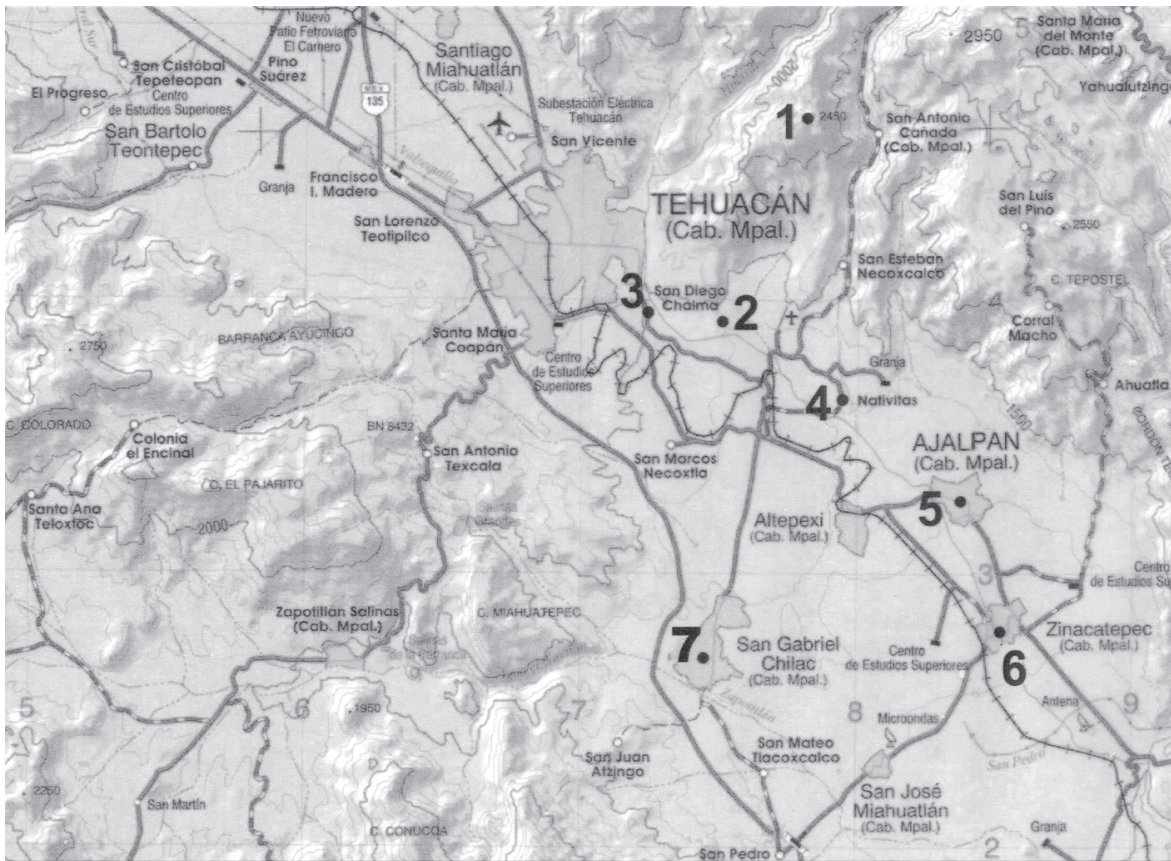 Nuevo
Patio Ferroviario
El Carnero
Pino
Suárez
Santiago
Miahuatlán
(Cab. Mpal.)
MEX
135
2950
Santa María
del Monte
(Cab. Mpal.)
Yahualutzingo
San Cristóbal
Tepeteopan
El Progreso
Centro
de Estudios Superiores
San Bartolo
Teontepec
Granja
Francisco
I. Madero
Valsequillo
Subestación Eléctrica
Tehuacán
San Vicente
2000
1
2450
San Antonio
Cañada
(Cab. Mpal.)
San Lorenzo
Teotipilco
TEHUACÁN
(Cab. Mpal.)
San Luis
del Pino
2550
San Esteban
Necoxcalco
C. TEPOSTEL
3
San Diego
Chalma
2
Corral
Macho
BARRANCA AYUCINGO
2750
Santa María
Coapán
Centro
de Estudios
Superiores
Granja
4
Nativitas
Ahuatla
1500
C. COLORADO
Colonia
el Encinal
BN 8432
San Antonio
Texcala
San Marcos
Necoxtla
AJALPAN
(Cab. Mpal.)
5
C. EL PAJARITO
Santa Ana
Teloxtoc
2000
Altepexi
(Cab. Mpal.)
3
Centro
de Estudios Su
Zapotitlán Salinas
(Cab. Mpal.)
C. MIAHUATEPEC
7
San Gabriel
Chilac
(Cab. Mpal.)
Centro
de Estudios Superiores
6
Zinacatepec
(Cab. Mpal.)
5
6
1950
7
Zapotitlán
8
Microondas
Antena
9
San Juan
Atzingo
San Mateo
Tlacoxcalco
San Pedro
2250
San Martín
C. CONUCOA
San José
Miahuatlán
(Cab. Mpal.)
San Pedro
Granja
2